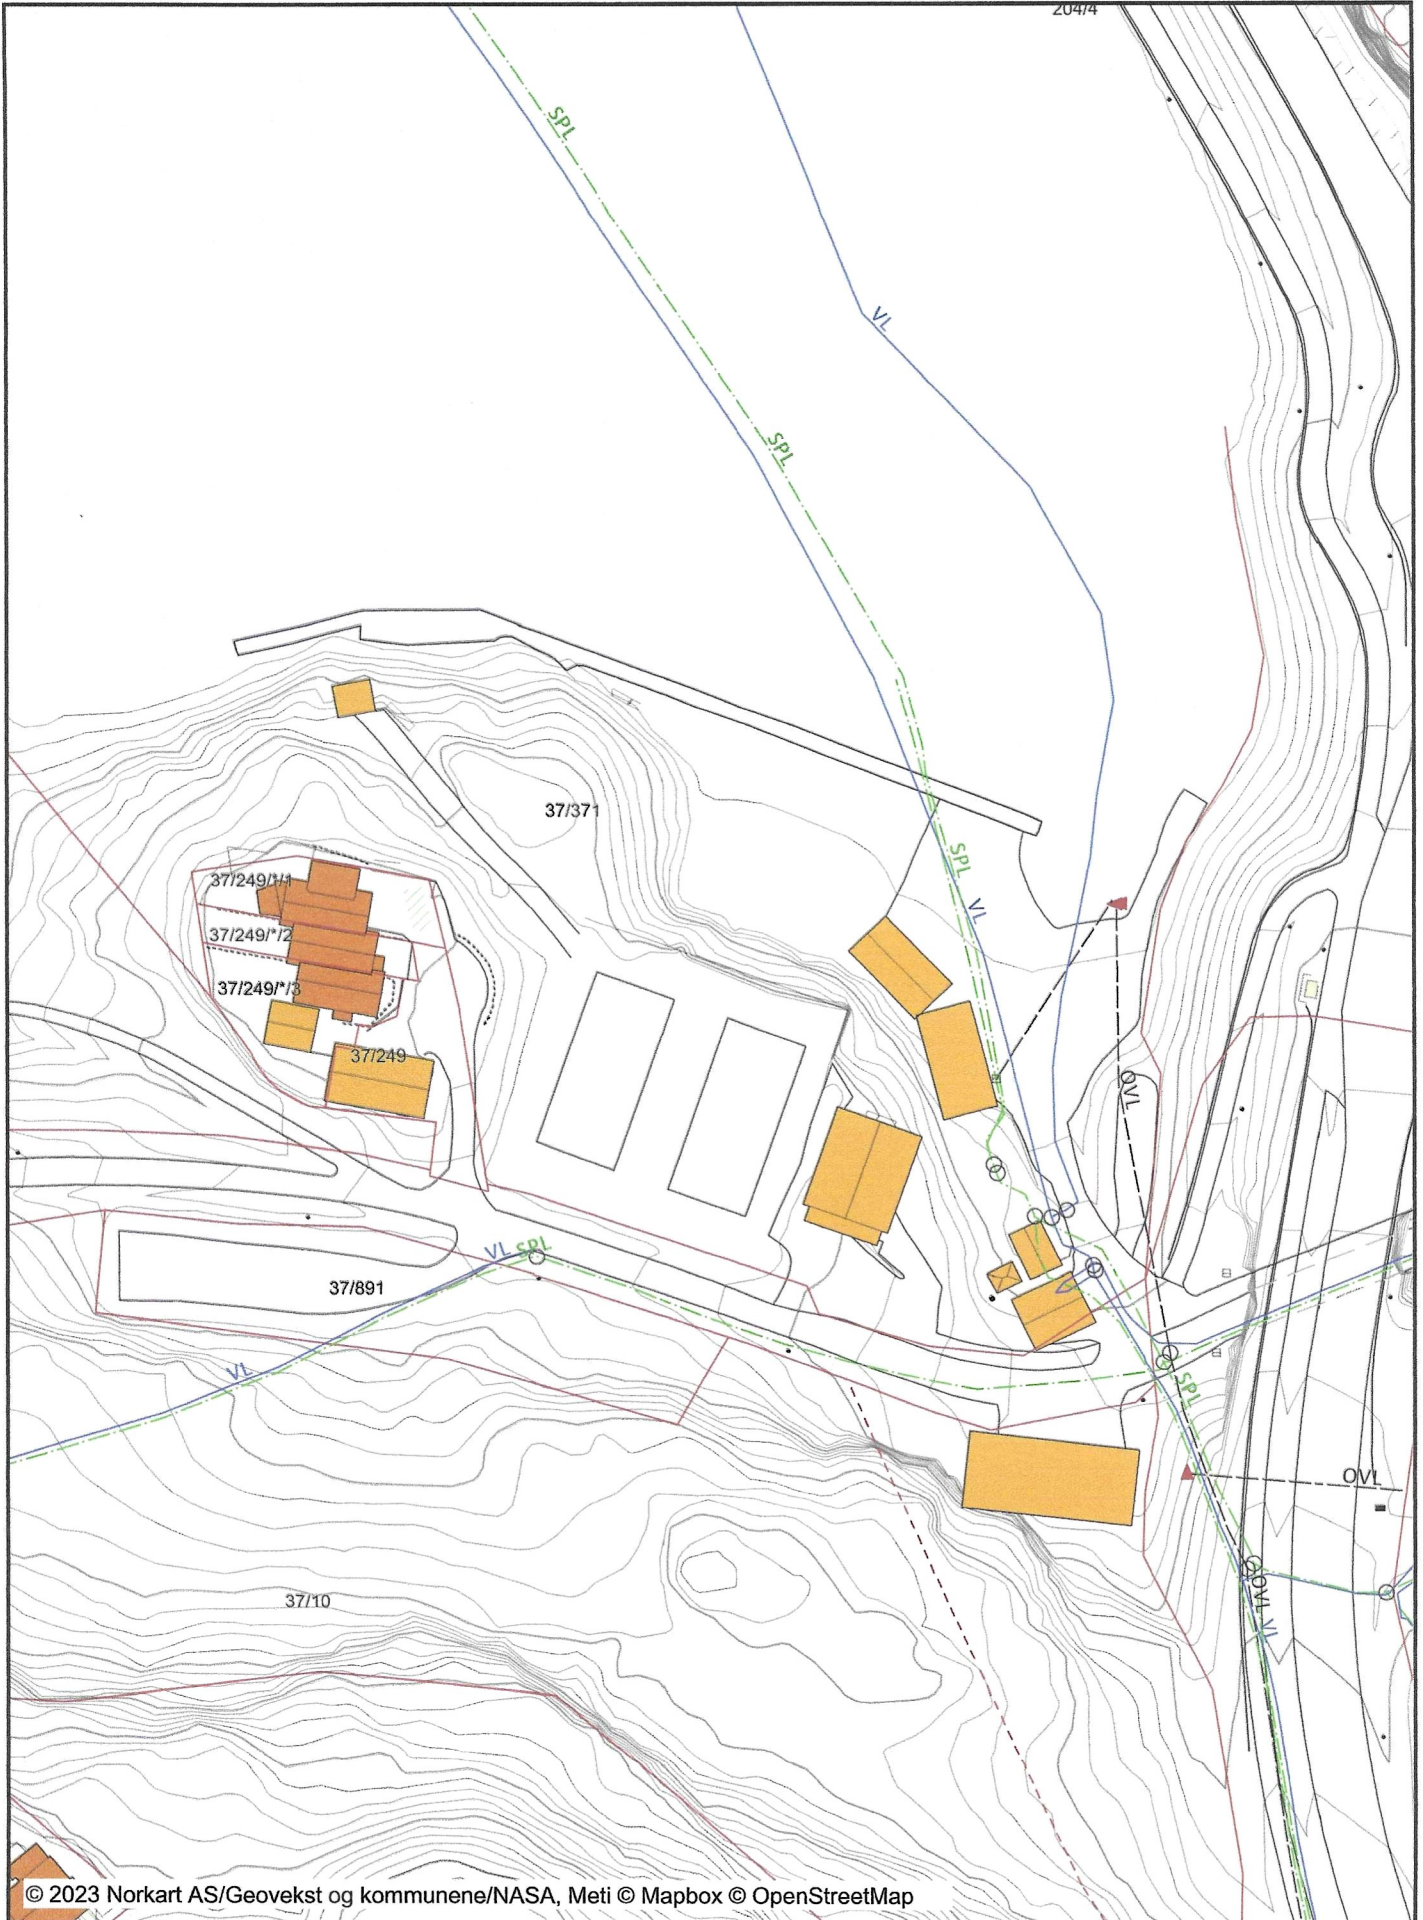 204/4
SPL
VL
SPL
37/371
SPL
37/249/*/1
VL
37/249/*/2
37/249/*/3
37/249
OVL
VL SPL
37/891
VL
SPL
OVL
37/10
OVL VL
© 2023 Norkart AS/Geovekst og kommunene/NASA, Meti © Mapbox © OpenStreetMap